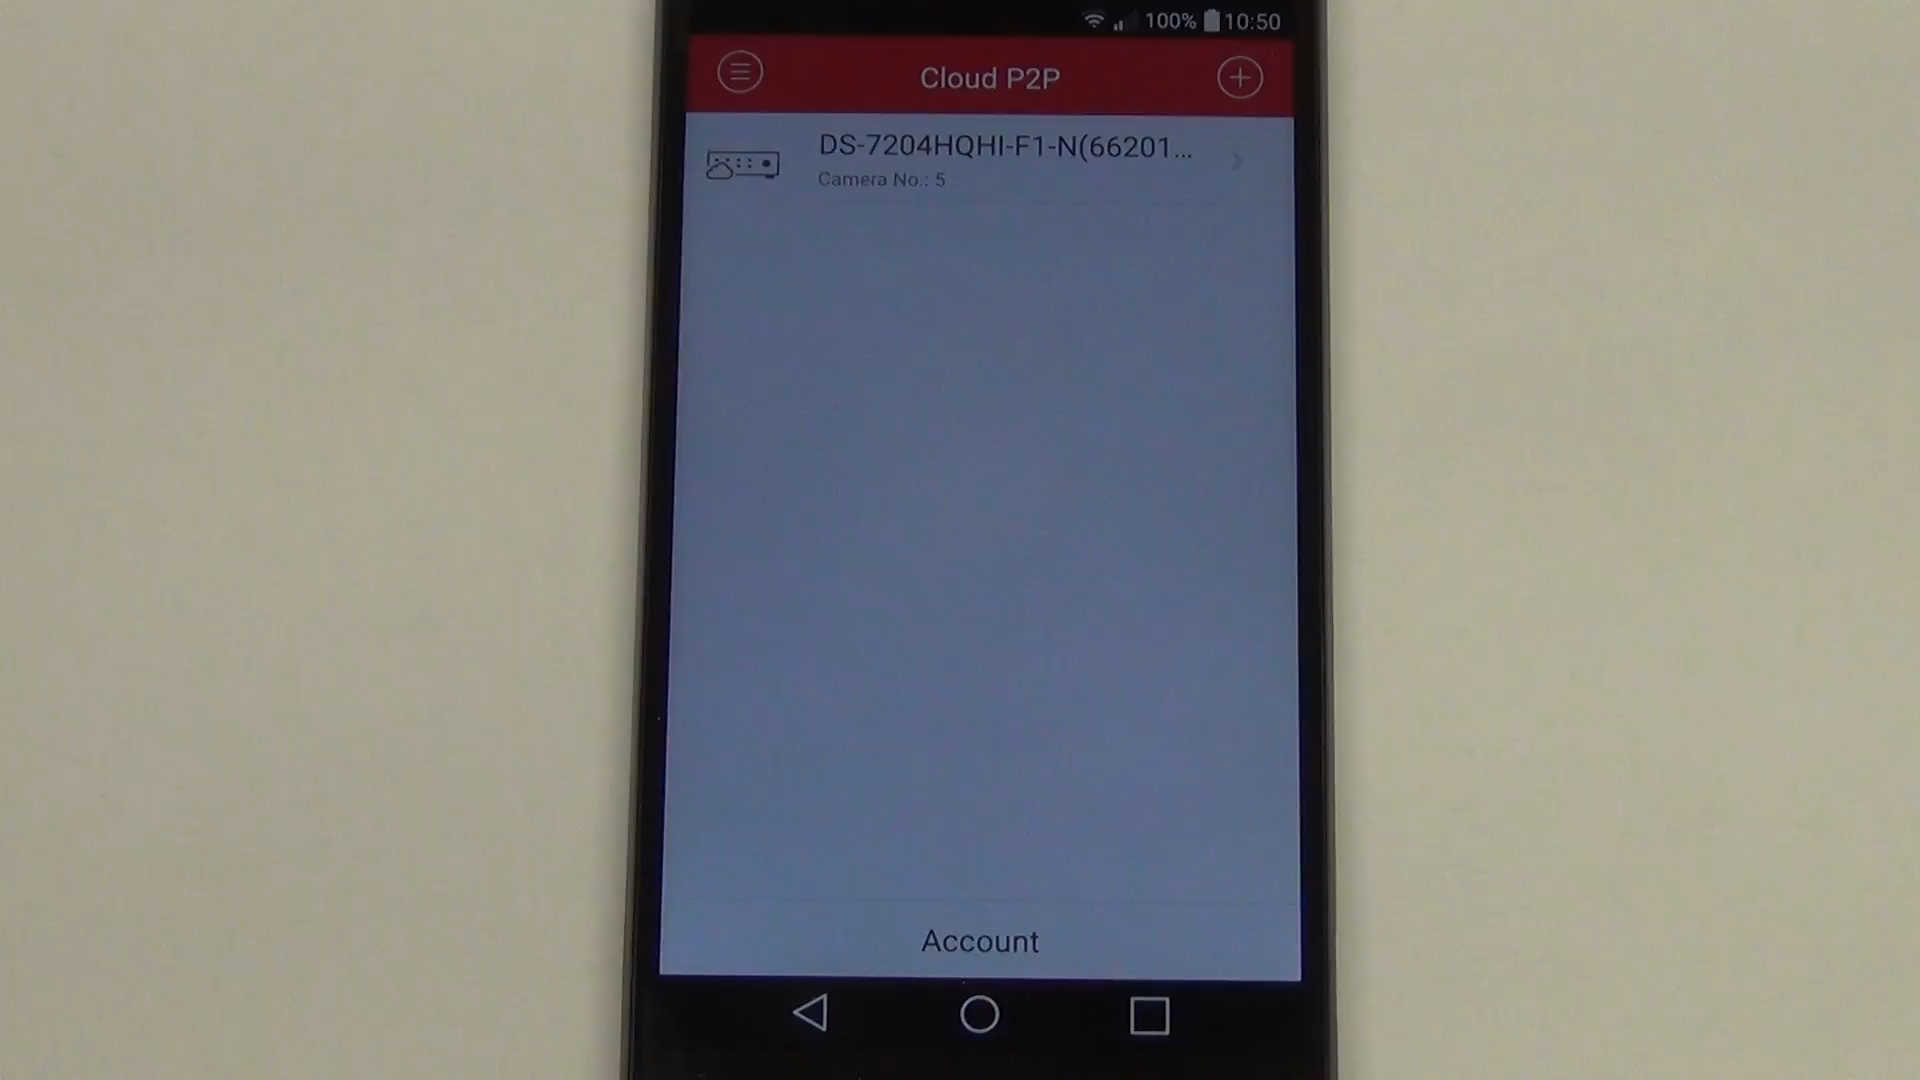 100% 10:50
Cloud P2P
DS-7204HQHI-F1-N(66201...
Camera No.: 5
Account